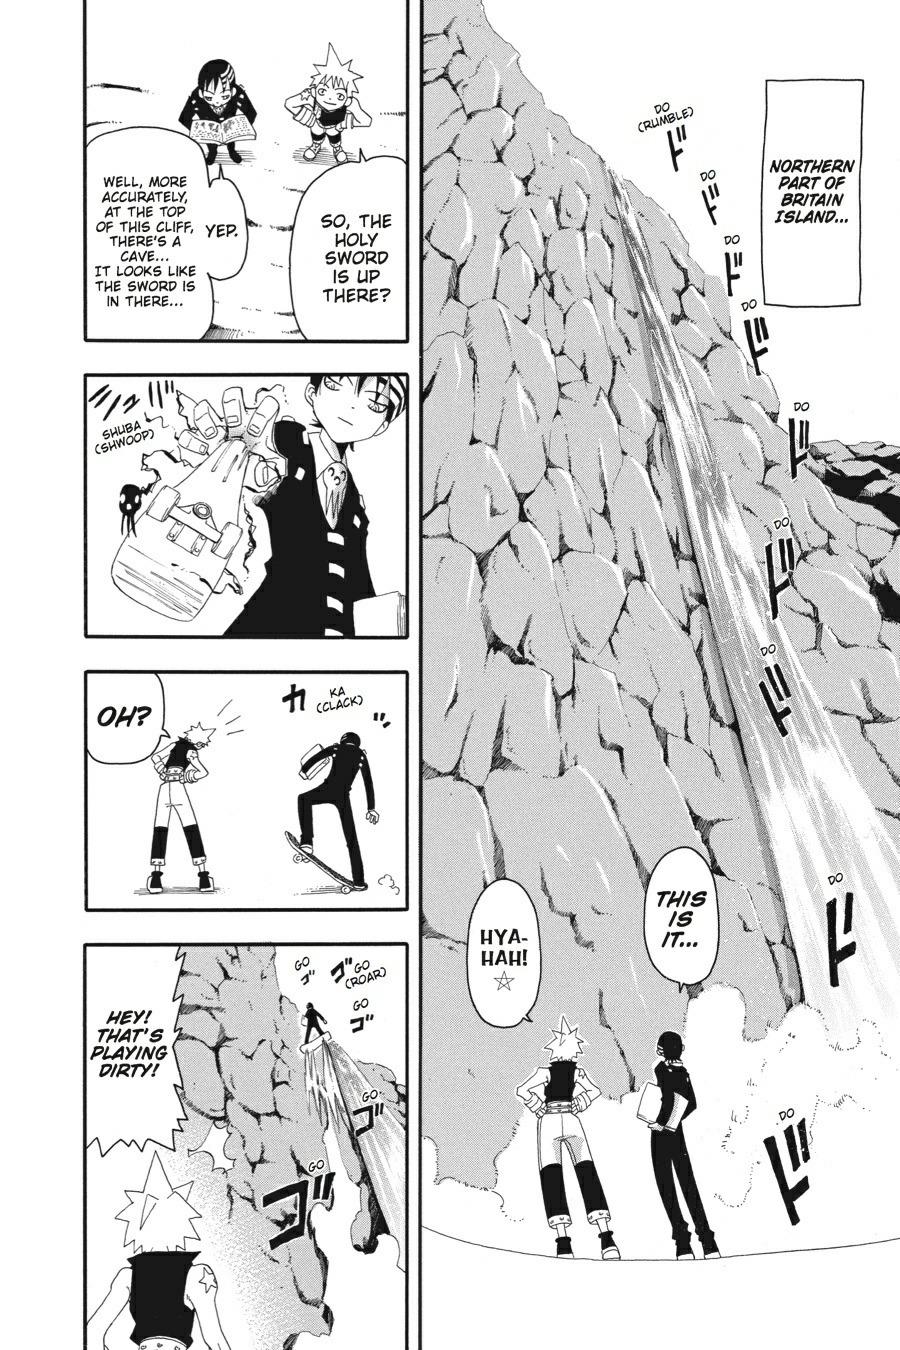 NORTHERN
PART OF
BRITAIN
ISLAND...
DO
(RUMBLE)
ド
DO
ド
DO
ド
DO
ド
DO
ド
DO
ド
DO
ド
DO
ド
DO
ド
THIS
IS
IT...
HYA-
HAH!
☆
SO, THE
HOLY
SWORD
IS UP
THERE?
YEP.
WELL, MORE
ACCURATELY,
AT THE TOP
OF THIS CLIFF,
THERE'S A
CAVE...
IT LOOKS LIKE
THE SWORD IS
IN THERE...
シュバ
SHUBA
(SHWOOP)
カッ
KA
(CLACK)
OH?
GO
ゴ
GO
(ROAR)
ゴ
GO
ゴ
GO
ゴ
GO
ゴ
HEY!
THAT'S
PLAYING
DIRTY!